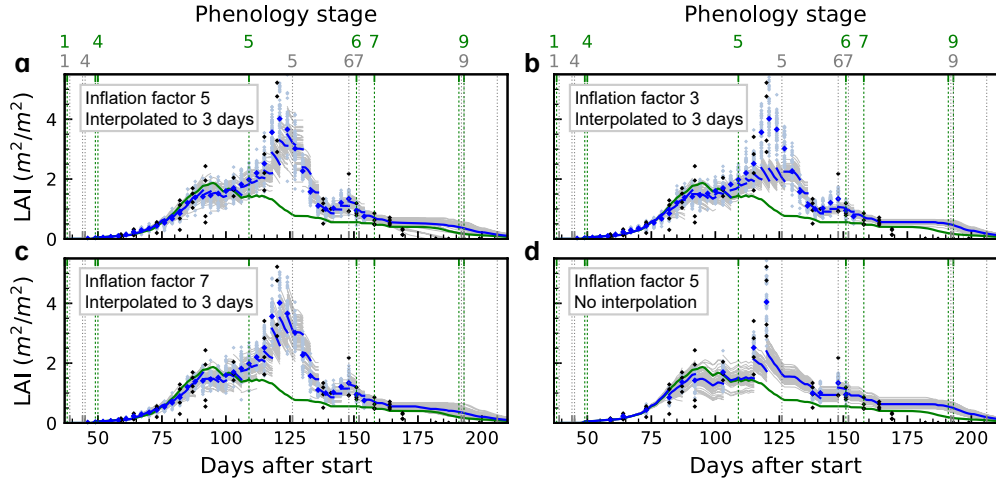 Phenology stage
Phenology stage
1 4 5 6 7 9
1 4 5 6 7 9
1 4 5 6 7 9
1 4 5 6 7 9
a
b
LAI (m²/m²)
4
2
0
Inflation factor 5
Interpolated to 3 days
4
2
0
Inflation factor 3
Interpolated to 3 days
c
d
LAI (m²/m²)
4
2
0
Inflation factor 7
Interpolated to 3 days
4
2
0
Inflation factor 5
No interpolation
50 75 100 125 150 175 200
50 75 100 125 150 175 200
Days after start
Days after start